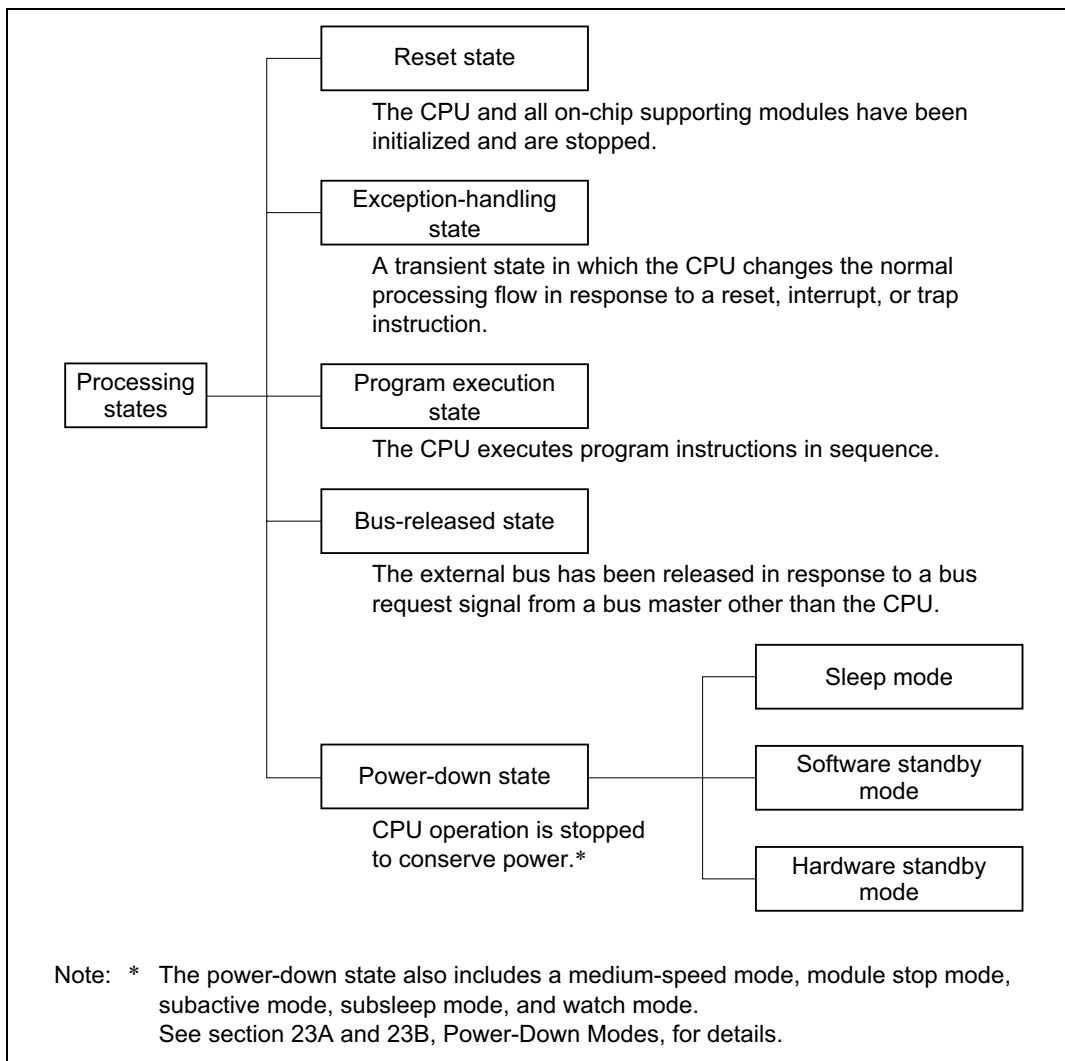 Reset state
The CPU and all on-chip supporting modules have been
initialized and are stopped.
Exception-handling
state
A transient state in which the CPU changes the normal
processing flow in response to a reset, interrupt, or trap
instruction.
Processing
states
Program execution
state
The CPU executes program instructions in sequence.
Bus-released state
The external bus has been released in response to a bus
request signal from a bus master other than the CPU.
Sleep mode
Power-down state
CPU operation is stopped
to conserve power.*
Software standby
mode
Hardware standby
mode
Note: * The power-down state also includes a medium-speed mode, module stop mode,
subactive mode, subsleep mode, and watch mode.
See section 23A and 23B, Power-Down Modes, for details.